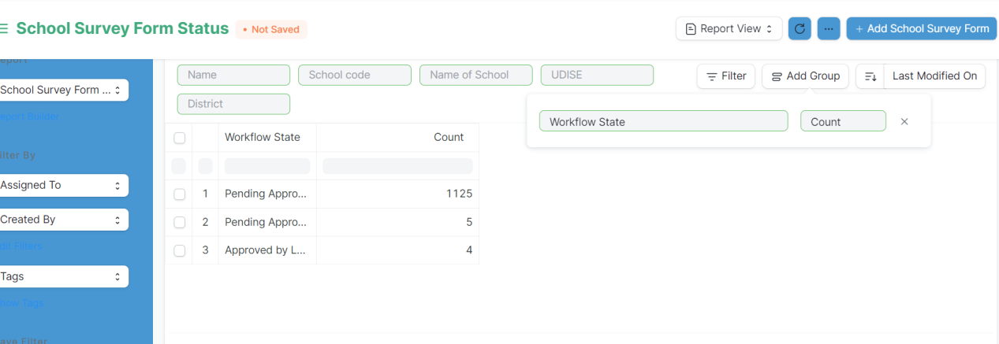 School Survey Form Status • Not Saved
Report View
...
+ Add School Survey Form
eport
School Survey Form ...
eport Builder
ilter By
Assigned To
Created By
dit Filters
Tags
how Tags
ave Filter
Name
School code
Name of School
UDISE
Filter
Add Group
Last Modified On
District
Workflow State
Count
×
Workflow State Count
1 Pending Appro... 1125
2 Pending Appro... 5
3 Approved by L... 4